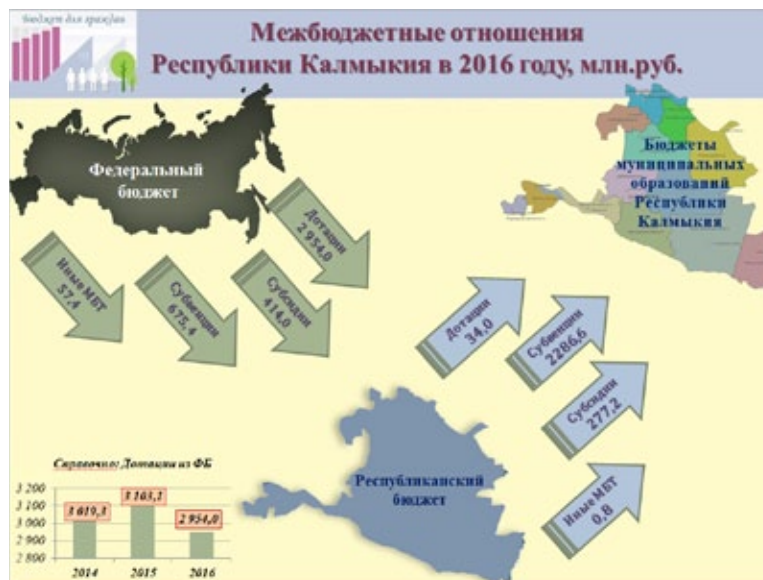 бюджет для граждан
Межбюджетные отношения
Республики Калмыкия в 2016 году, млн.руб.
Федеральный
бюджет
Бюджеты
муниципальных
образований
Республики
Калмыкия
Дотации
2 954,0
Иные МБТ
57,4
Субвенции
675,4
Субсидии
414,0
Дотации
34,0
Субвенции
2286,6
Субсидии
277,2
Иные МБТ
0,8
Республиканский
бюджет
Справочно: Дотации из ФБ
3 200
3 100
3 000
2 900
2 800
3 019,3
3 103,1
2 954,0
2014
2015
2016